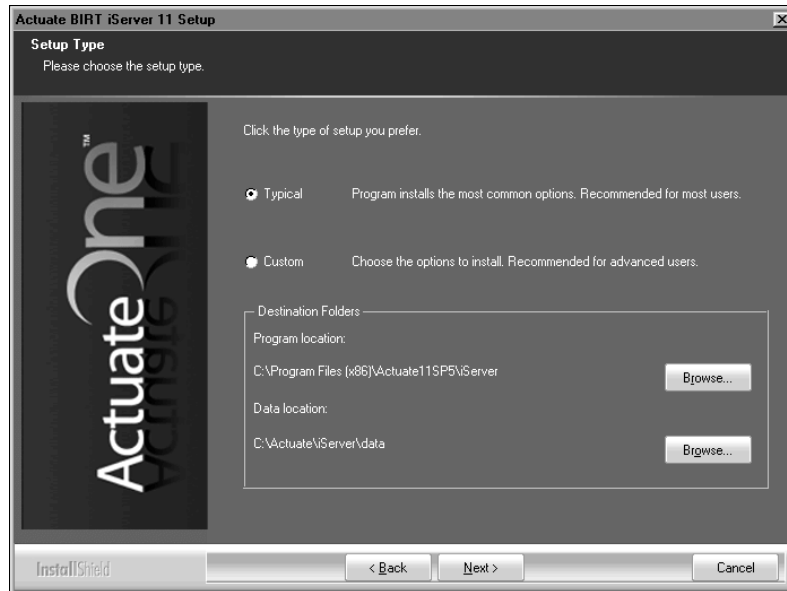 Actuate BIRT iServer 11 Setup
Setup Type
Please choose the setup type.
Click the type of setup you prefer.
Typical Program installs the most common options. Recommended for most users.
Custom Choose the options to install. Recommended for advanced users.
Destination Folders
Program location:
C:\Program Files (x86)\Actuate11SP5\iServer
Browse...
Data location:
C:\Actuate\iServer\data
Browse...
ActuateOne™
InstallShield
< Back
Next >
Cancel